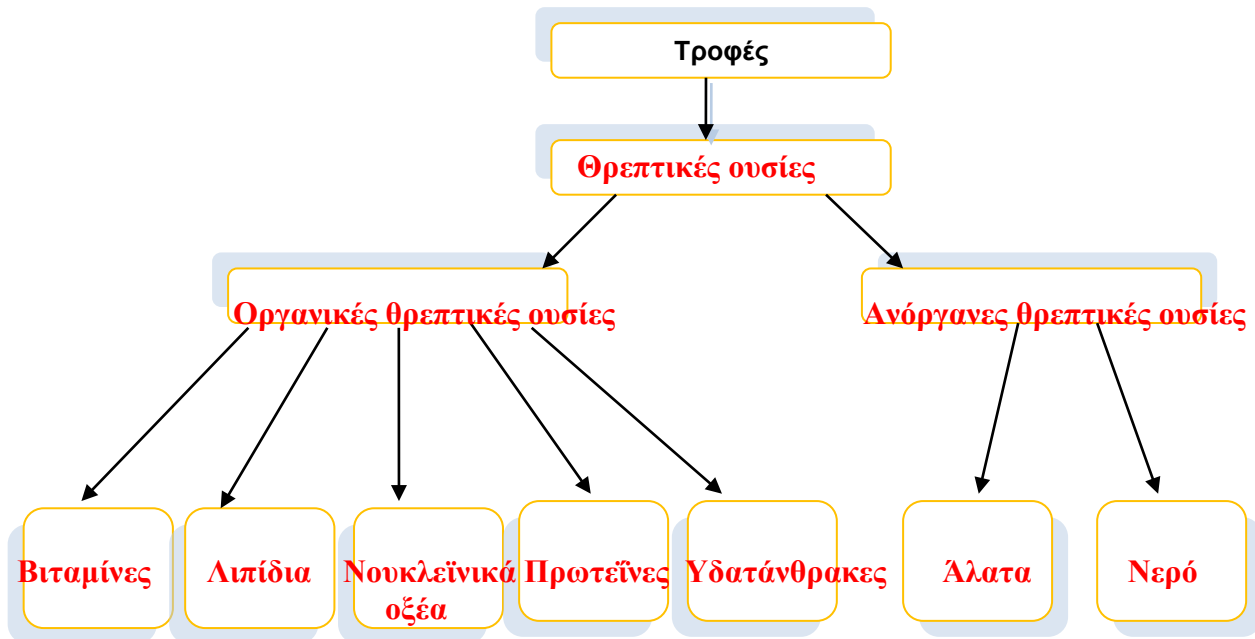 Τροφές
Θρεπτικές ουσίες
Οργανικές θρεπτικές ουσίες
Ανόργανες θρεπτικές ουσίες
Βιταμίνες
Λιπίδια
Νουκλεϊνικά
οξέα
Πρωτεΐνες
Υδατάνθρακες
Άλατα
Νερό